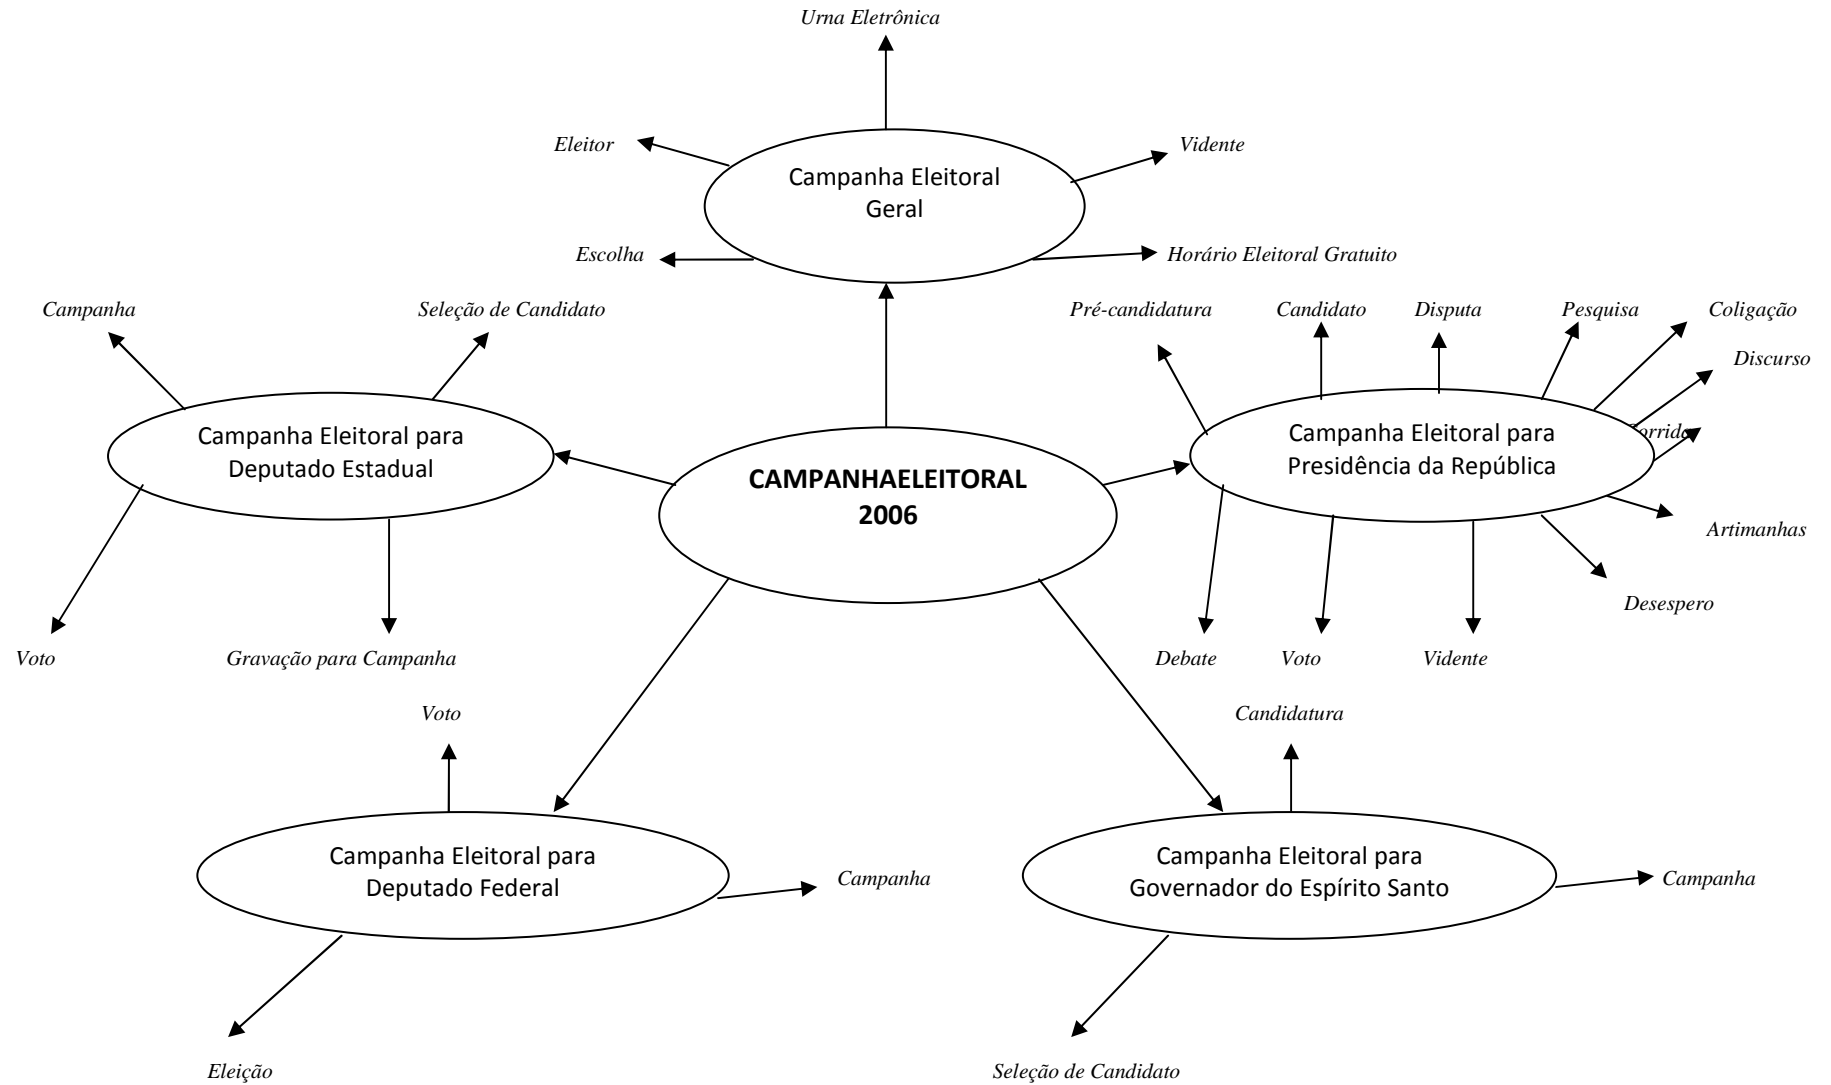 Urna Eletrônica
Eleitor
Vidente
Campanha Eleitoral
Geral
Escolha
Horário Eleitoral Gratuito
Campanha
Seleção de Candidato
Pré-candidatura
Candidato
Disputa
Pesquisa
Coligação
Discurso
Campanha Eleitoral para
Deputado Estadual
Campanha Eleitoral para
Presidência da República
CAMPANHAELEITORAL
2006
Artimanhas
Desespero
Voto
Gravação para Campanha
Debate
Voto
Vidente
Voto
Candidatura
Campanha Eleitoral para
Deputado Federal
Campanha
Campanha Eleitoral para
Governador do Espírito Santo
Campanha
Eleição
Seleção de Candidato